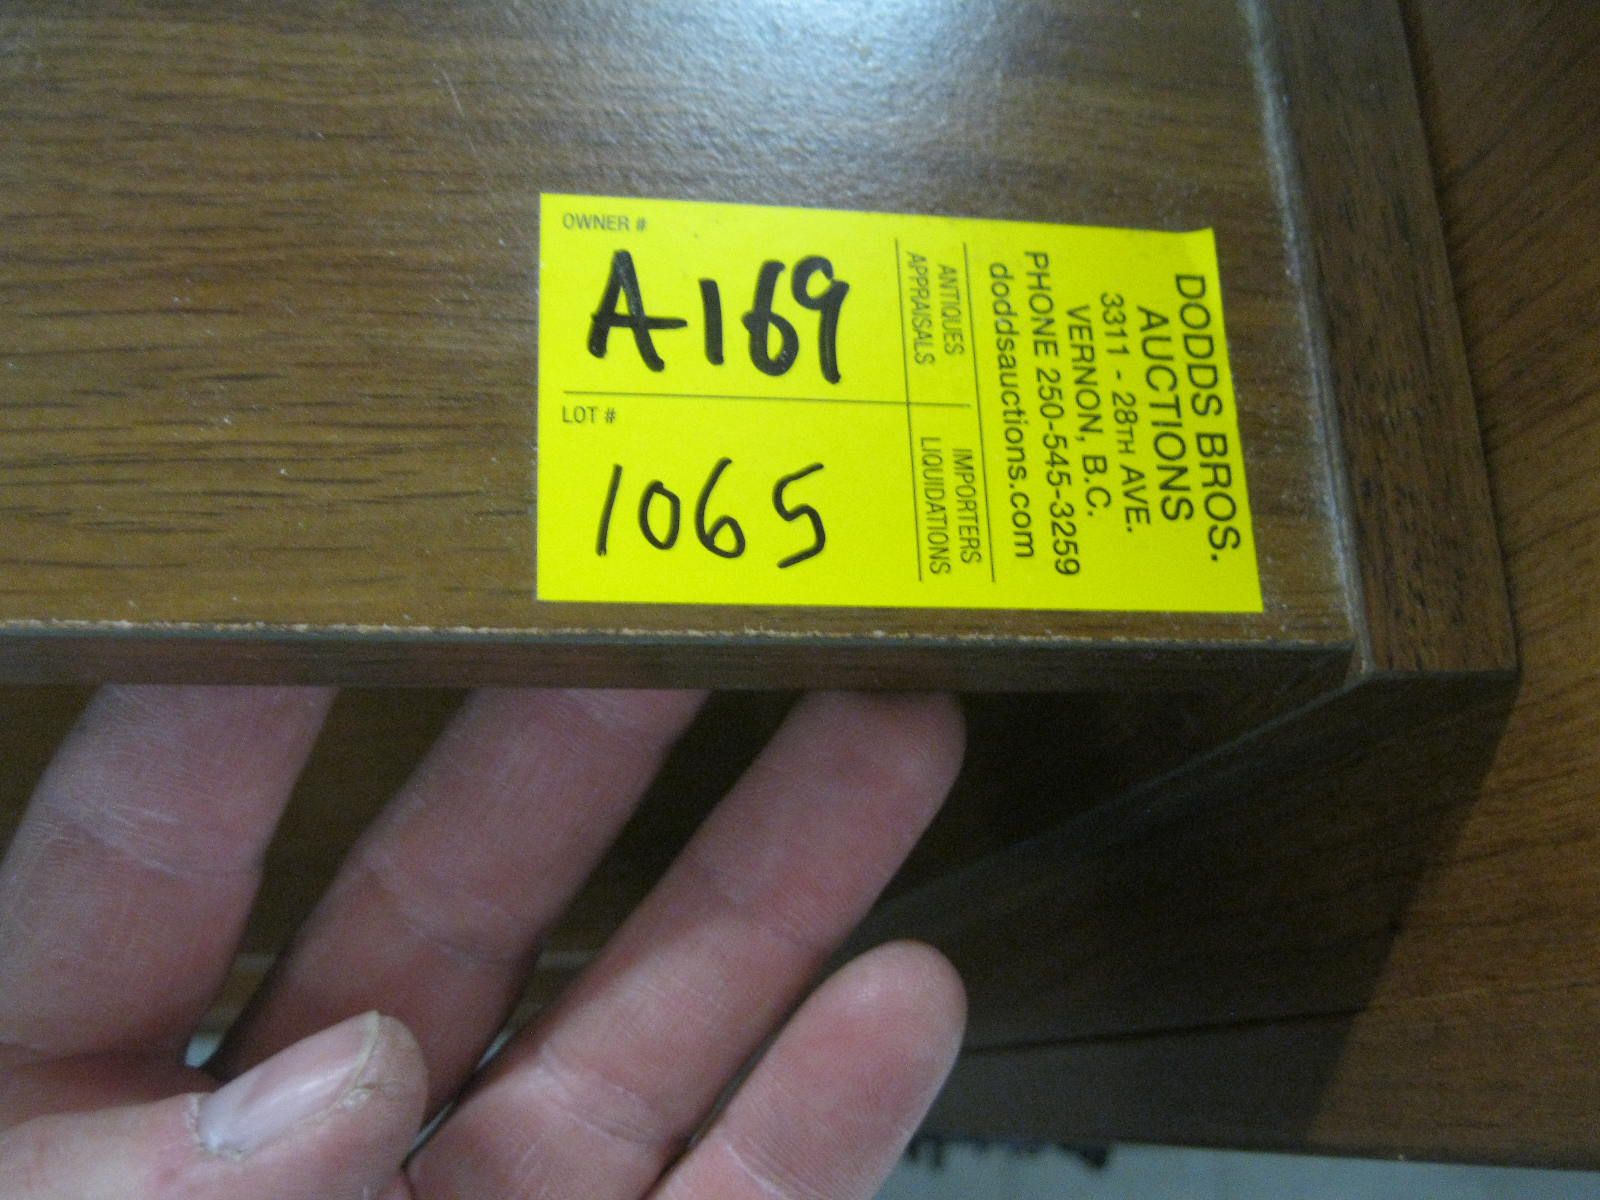 OWNER #
A169
LOT #
1065
ANTIQUES
APPRAISALS
IMPORTERS
LIQUIDATIONS
DODDS BROS.
AUCTIONS
3311 - 28TH AVE.
VERNON, B.C.
PHONE 250-545-3259
doddsauctions.com